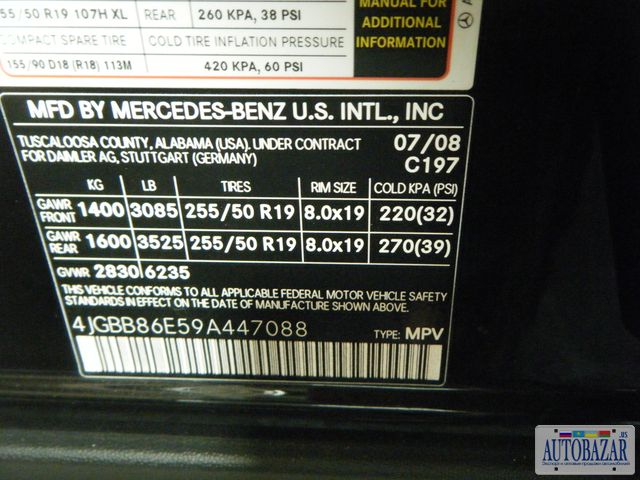 55/50 R19 107H XL REAR 260 KPA, 38 PSI
MANUAL FOR
ADDITIONAL
INFORMATION
COMPACT SPARE TIRE COLD TIRE INFLATION PRESSURE
155/90 D18 (R18) 113M 420 KPA, 60 PSI
MFD BY MERCEDES-BENZ U.S. INTL., INC
TUSCALOOSA COUNTY, ALABAMA (USA). UNDER CONTRACT 07/08
FOR DAIMLER AG, STUTTGART (GERMANY) C197
KG LB TIRES RIM SIZE COLD KPA (PSI)
GAWR FRONT 1400 3085 255/50 R19 8.0x19 220(32)
GAWR REAR 1600 3525 255/50 R19 8.0x19 270(39)
GVWR 2830 6235
THIS VEHICLE CONFORMS TO ALL APPLICABLE FEDERAL MOTOR VEHICLE SAFETY
STANDARDS IN EFFECT ON THE DATE OF MANUFACTURE SHOWN ABOVE.
4JGBB86E59A447088 TYPE: MPV
AUTOBAZAR.us
Экспорт и оптовые продажи автомобилей